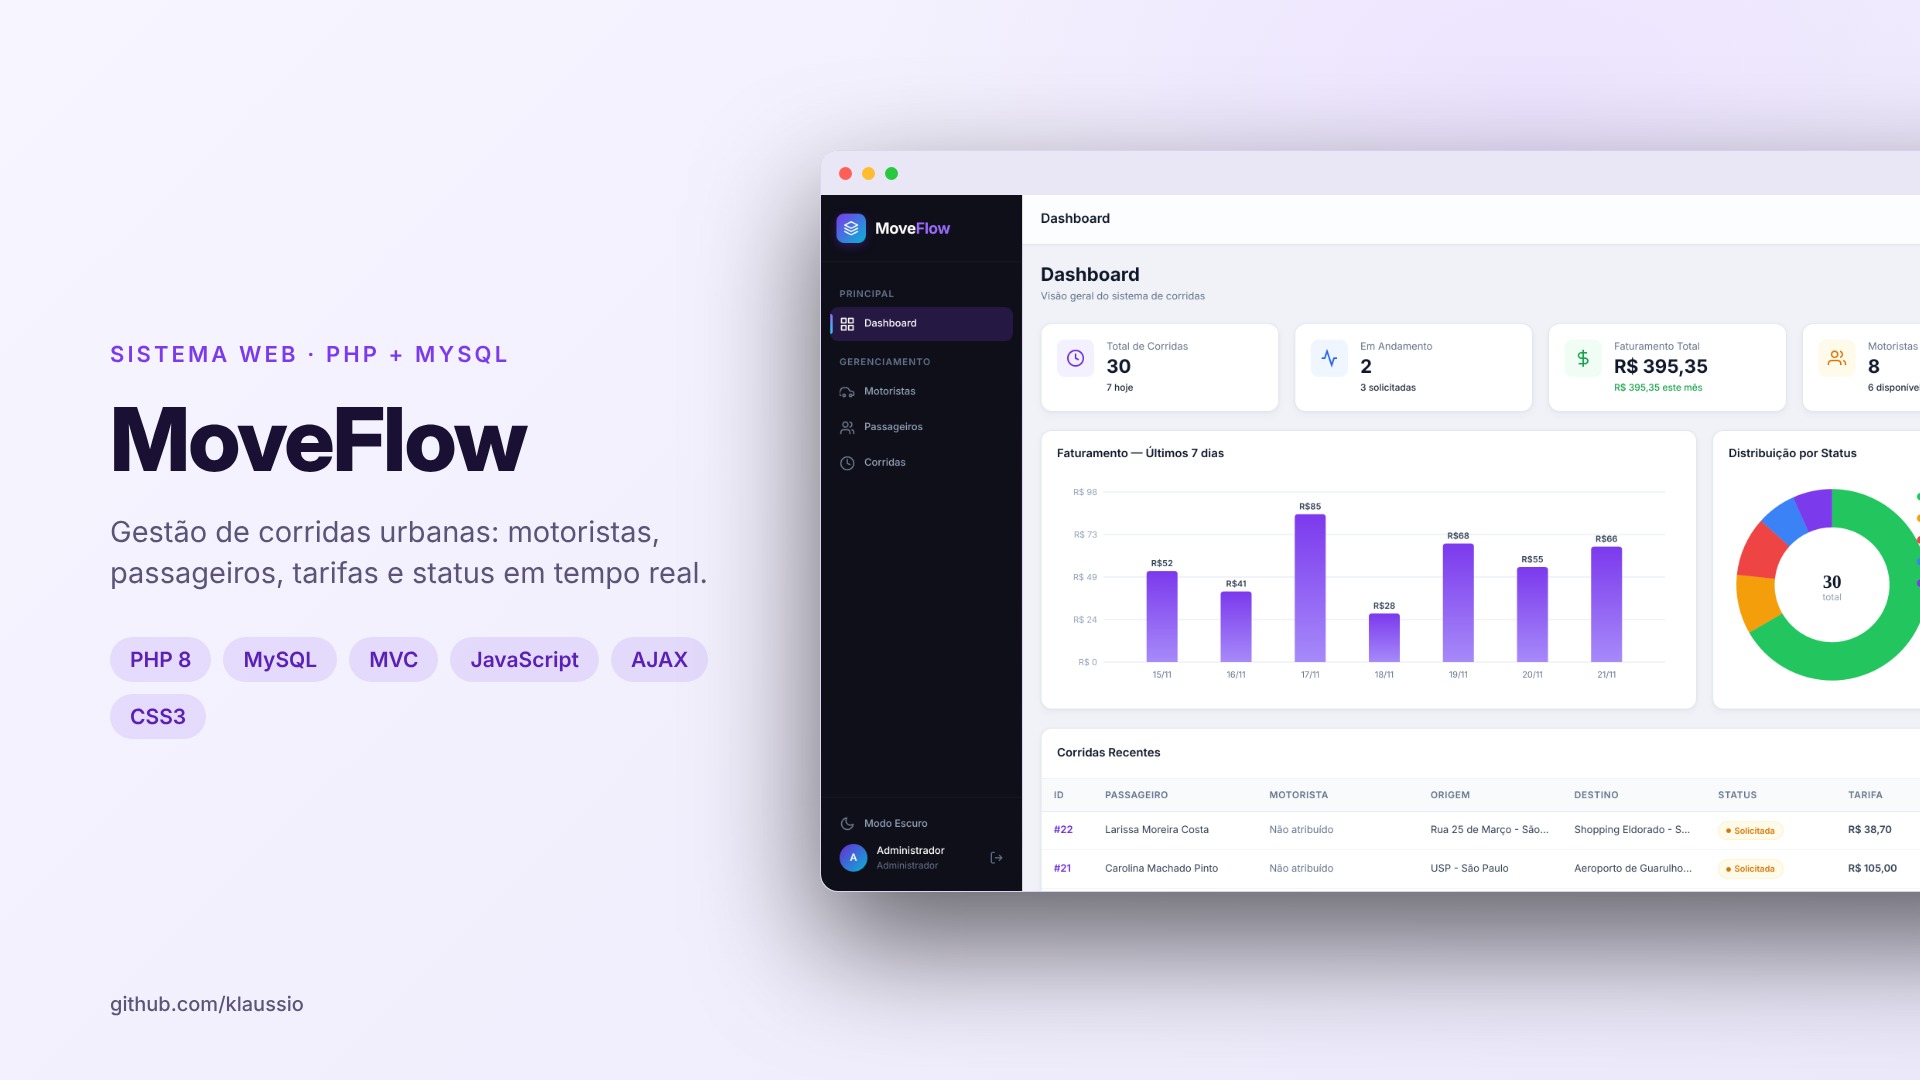 SISTEMA WEB · PHP + MYSQL
MoveFlow
Gestão de corridas urbanas: motoristas,
passageiros, tarifas e status em tempo real.
PHP 8
MySQL
MVC
JavaScript
AJAX
CSS3
github.com/klaussio
MoveFlow
PRINCIPAL
Dashboard
GERENCIAMENTO
Motoristas
Passageiros
Corridas
Modo Escuro
A
Administrador
Administrador
Dashboard
Dashboard
Visão geral do sistema de corridas
Total de Corridas
30
7 hoje
Em Andamento
2
3 solicitadas
Faturamento Total
R$ 395,35
R$ 395,35 este mês
Motoristas
8
6
Faturamento — Últimos 7 dias
R$ 98
R$ 73
R$ 49
R$ 24
R$ 0
R$52
R$41
R$85
R$28
R$68
R$55
R$66
15/11
16/11
17/11
18/11
19/11
20/11
21/11
Distribuição por Status
30
total
Corridas Recentes
ID PASSAGEIRO MOTORISTA ORIGEM DESTINO STATUS TARIFA
#22 Larissa Moreira Costa Não atribuído Rua 25 de Março - São... Shopping Eldorado - S... Solicitada R$ 38,70
#21 Carolina Machado Pinto Não atribuído USP - São Paulo Aeroporto de Guarulho... Solicitada R$ 105,00